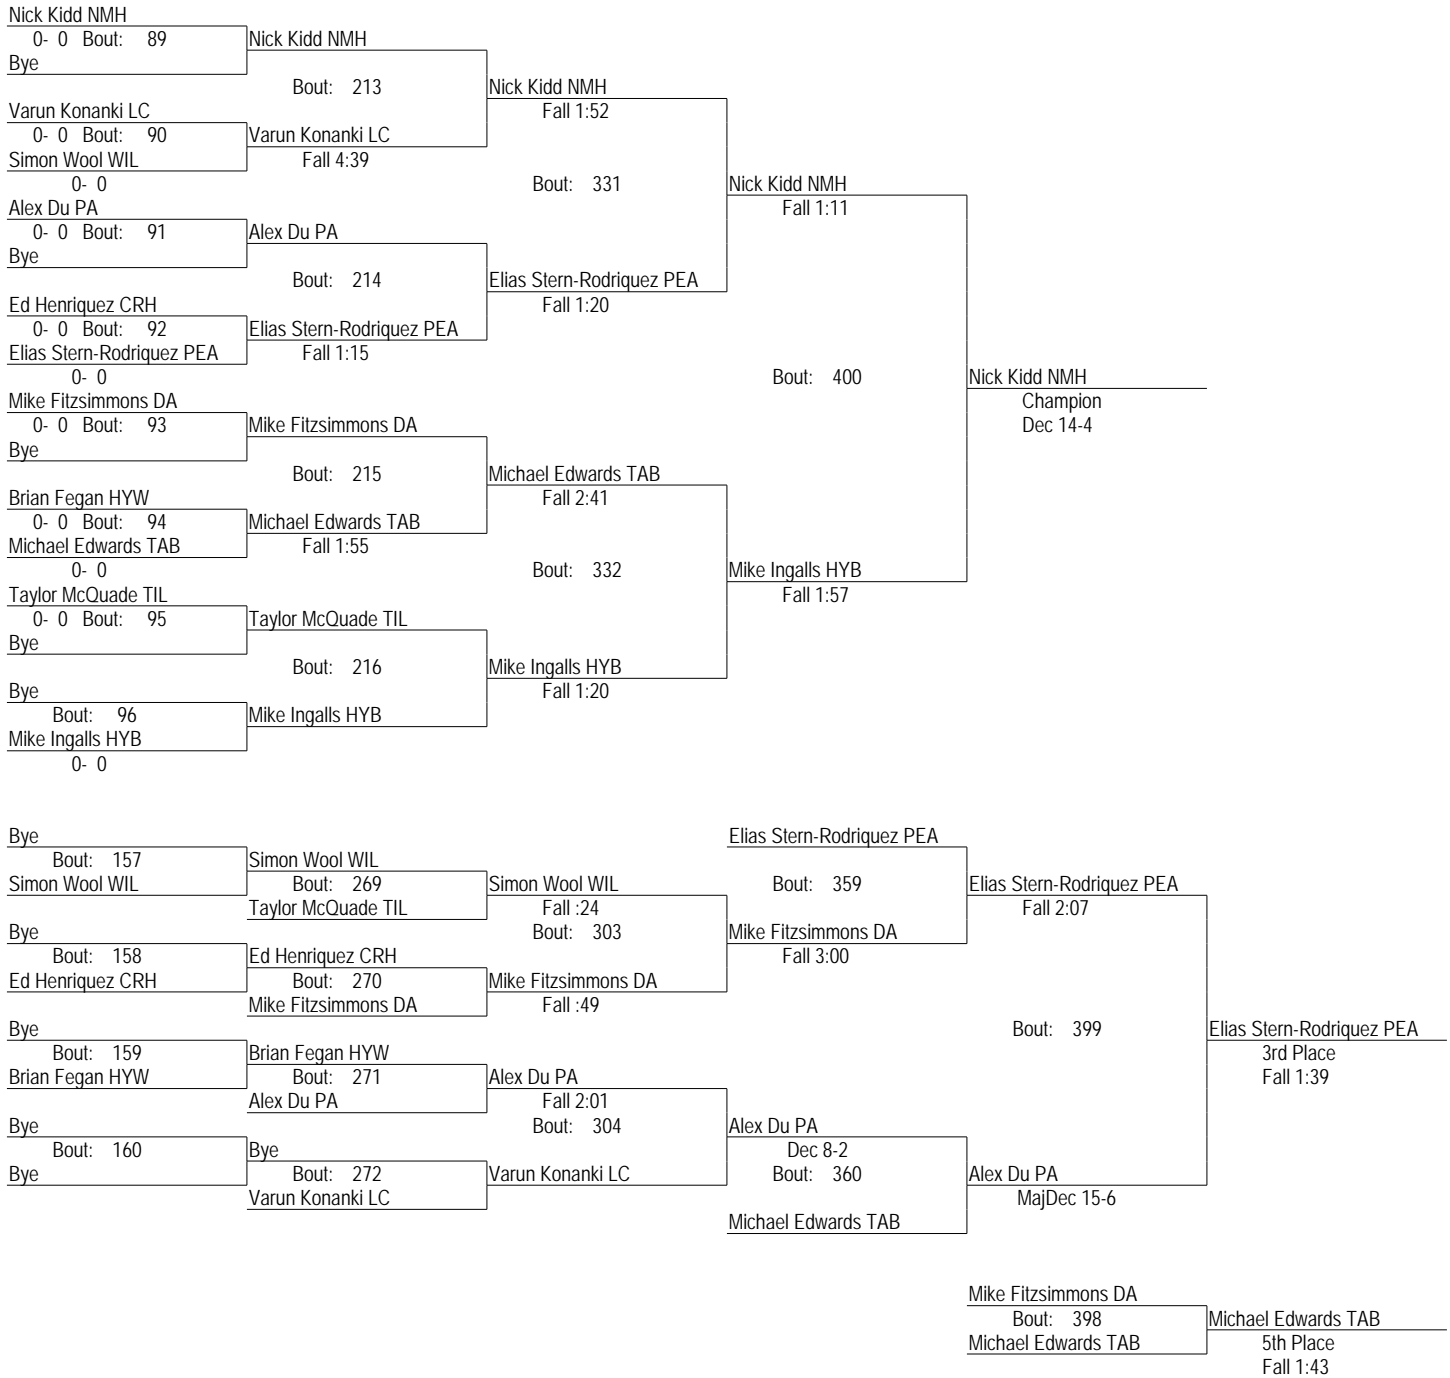 Nick Kidd NMH
0- 0 Bout: 89 Nick Kidd NMH
Bye
Bout: 213 Nick Kidd NMH
Varun Konanki LC Fall 1:52
0- 0 Bout: 90 Varun Konanki LC
Simon Wool WIL Fall 4:39
0- 0 Bout: 331 Nick Kidd NMH
Alex Du PA Fall 1:11
0- 0 Bout: 91 Alex Du PA
Bye
Bout: 214 Elias Stern-Rodriquez PEA
Ed Henriquez CRH Fall 1:20
0- 0 Bout: 92 Elias Stern-Rodriquez PEA
Elias Stern-Rodriquez PEA Fall 1:15
0- 0 Bout: 400 Nick Kidd NMH
Mike Fitzsimmons DA Champion
0- 0 Bout: 93 Mike Fitzsimmons DA Dec 14-4
Bye
Bout: 215 Michael Edwards TAB
Brian Fegan HYW Fall 2:41
0- 0 Bout: 94 Michael Edwards TAB
Michael Edwards TAB Fall 1:55
0- 0 Bout: 332 Mike Ingalls HYB
Taylor McQuade TIL Fall 1:57
0- 0 Bout: 95 Taylor McQuade TIL
Bye
Bout: 216 Mike Ingalls HYB
Bye Fall 1:20
Bout: 96 Mike Ingalls HYB
Mike Ingalls HYB
0- 0
Bye Elias Stern-Rodriquez PEA
Bout: 157 Simon Wool WIL
Simon Wool WIL Bout: 269 Simon Wool WIL Bout: 359 Elias Stern-Rodriquez PEA
Taylor McQuade TIL Fall :24 Fall 2:07
Bye Bout: 303 Mike Fitzsimmons DA
Bout: 158 Ed Henriquez CRH Fall 3:00
Ed Henriquez CRH Bout: 270 Mike Fitzsimmons DA
Mike Fitzsimmons DA Fall :49
Bye Bout: 399 Elias Stern-Rodriquez PEA
Bout: 159 Brian Fegan HYW 3rd Place
Brian Fegan HYW Bout: 271 Alex Du PA Fall 1:39
Alex Du PA Fall 2:01
Bye Bout: 304 Alex Du PA
Bout: 160 Bye Dec 8-2
Bye Bout: 272 Varun Konanki LC Bout: 360 Alex Du PA
Varun Konanki LC MajDec 15-6
Michael Edwards TAB
Mike Fitzsimmons DA
Bout: 398 Michael Edwards TAB
Michael Edwards TAB 5th Place
Fall 1:43